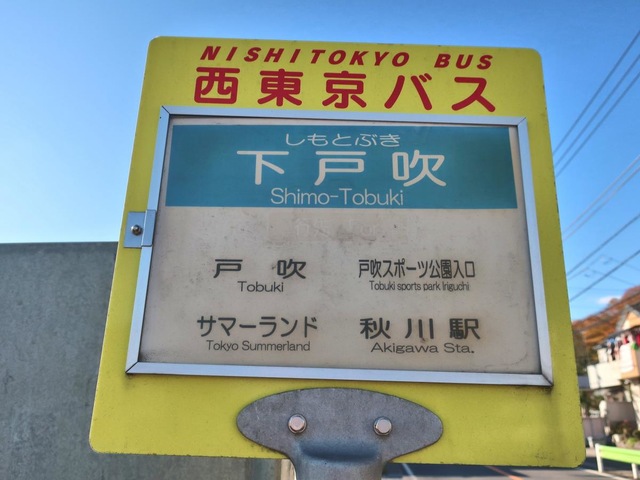 NISHI TOKYO BUS
西東京バス
しもとぶき
下戸吹
Shimo-Tobuki
戸吹
Tobuki
戸吹スポーツ公園入口
Tobuki sports park Iriguchi
サマーランド
Tokyo Summerland
秋川駅
Akigawa Sta.